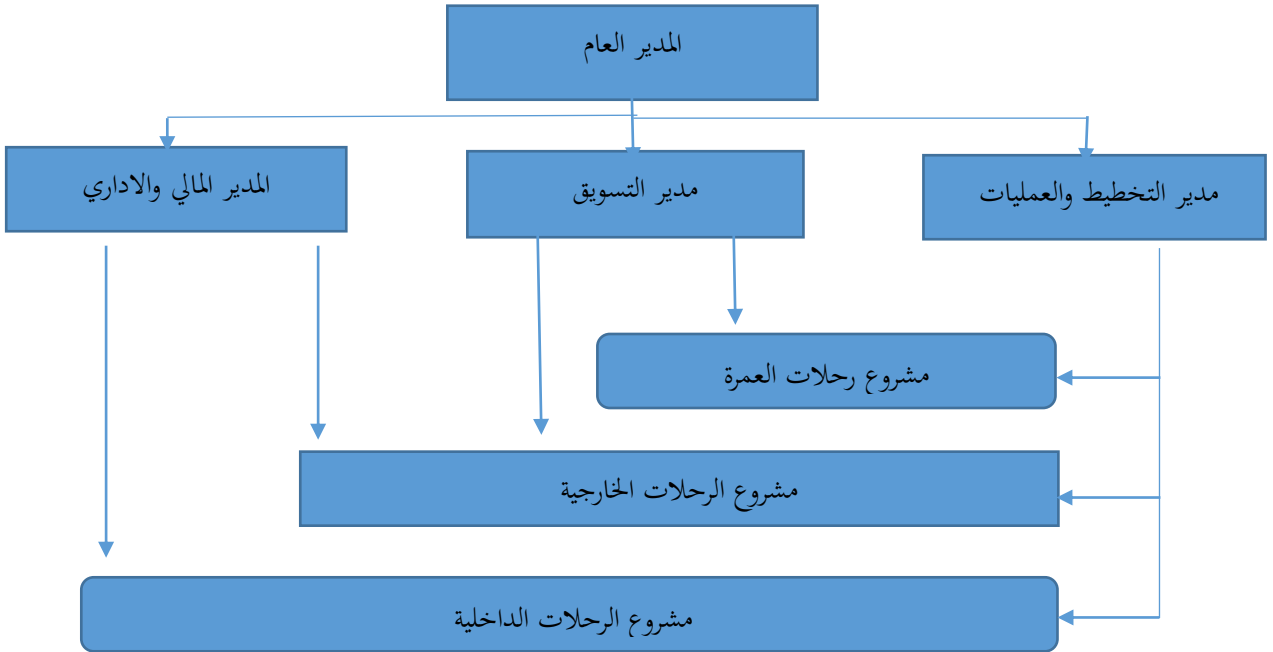 المدير العام
مدير التخطيط والعمليات
مدير التسويق
المدير المالي والاداري
مشروع رحلات العمرة
مشروع الرحلات الخارجية
مشروع الرحلات الداخلية